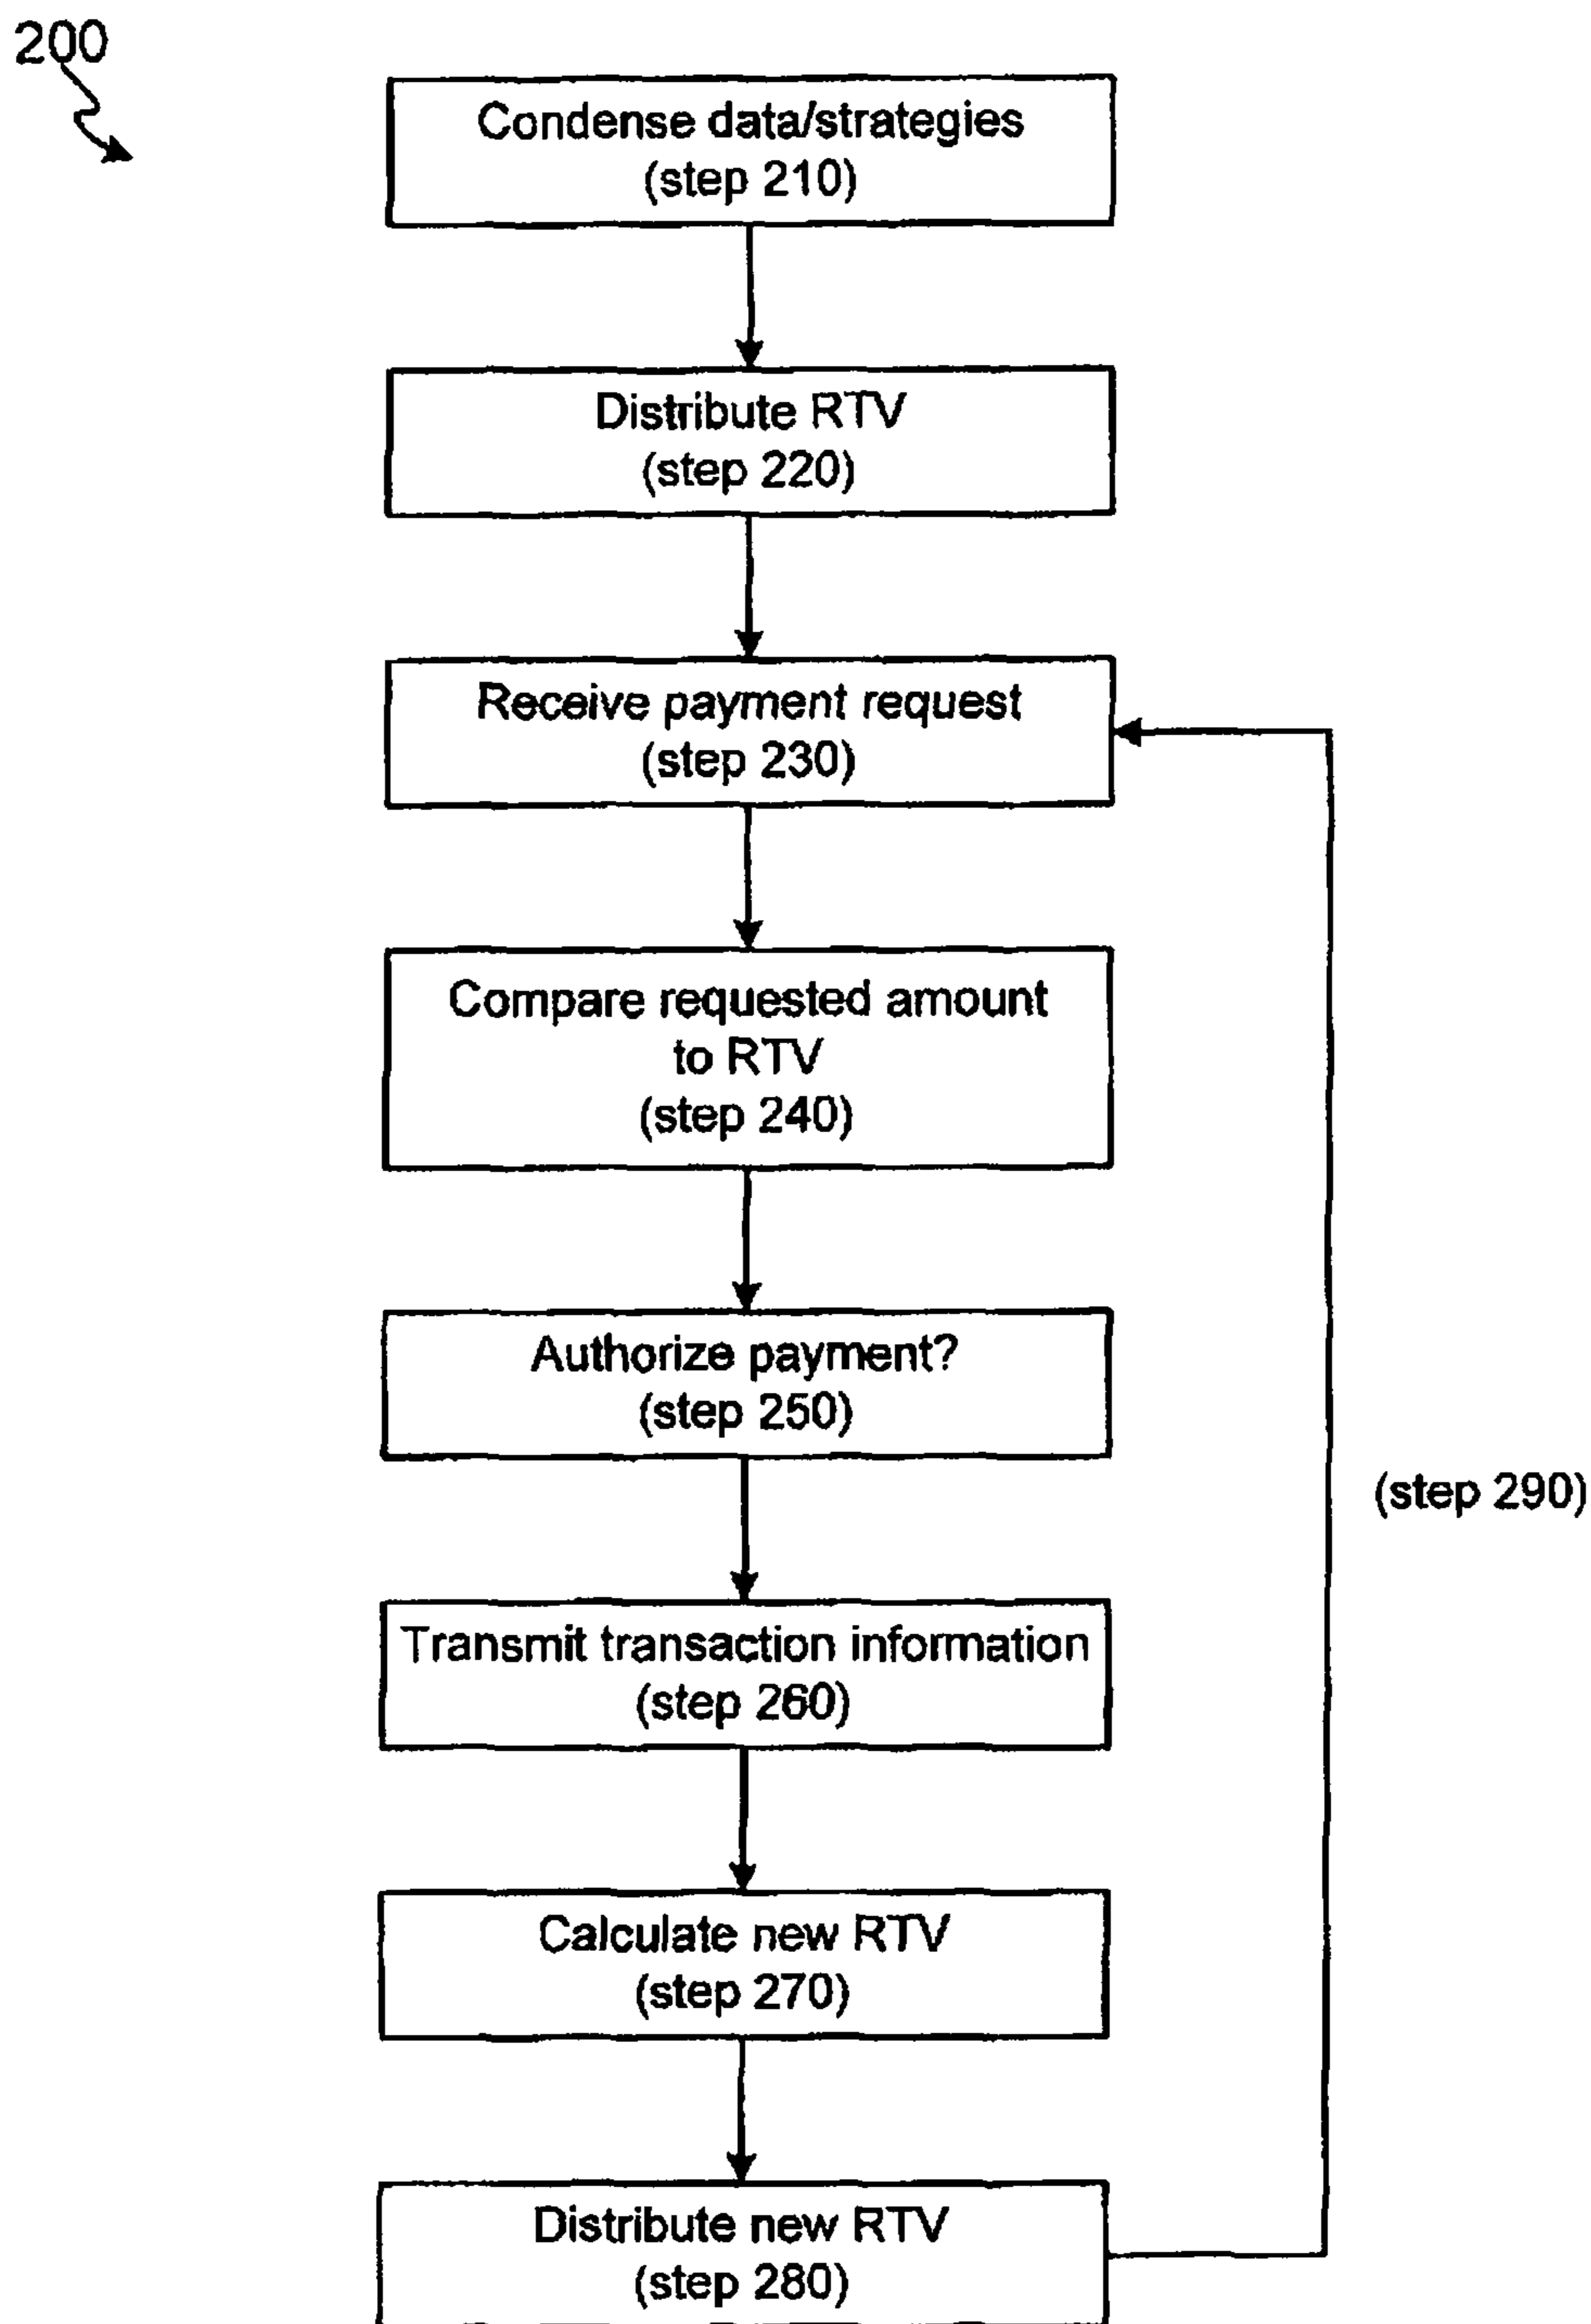 200
Condense data/strategies
(step 210)
Distribute RTV
(step 220)
Receive payment request
(step 230)
Compare requested amount
to RTV
(step 240)
Authorize payment?
(step 250)
(step 290)
Transmit transaction information
(step 260)
Calculate new RTV
(step 270)
Distribute new RTV
(step 280)